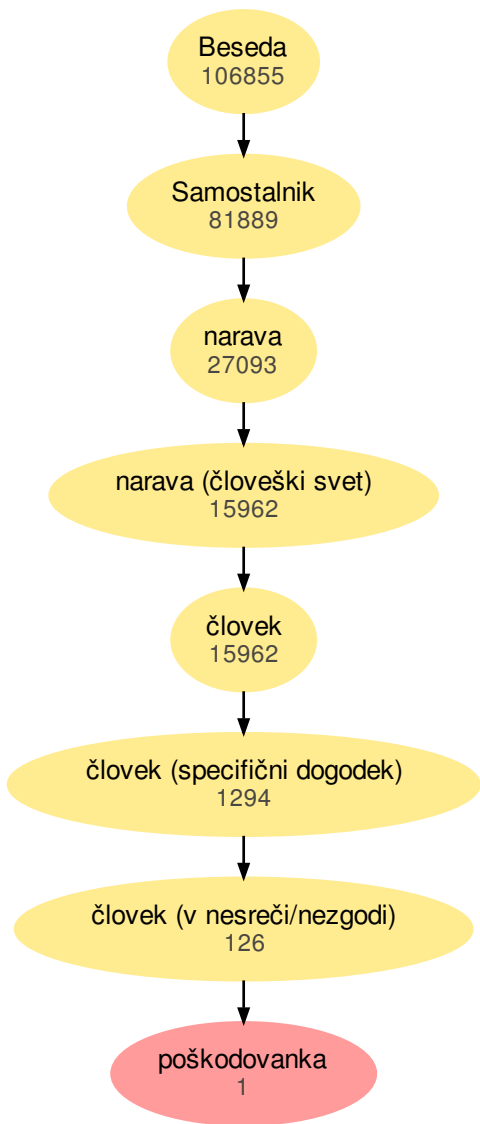 Beseda
106855
Samostalnik
81889
narava
27093
narava (človeški svet)
15962
človek
15962
človek (specifični dogodek)
1294
človek (v nesreči/nezgodi)
126
poškodovanka
1